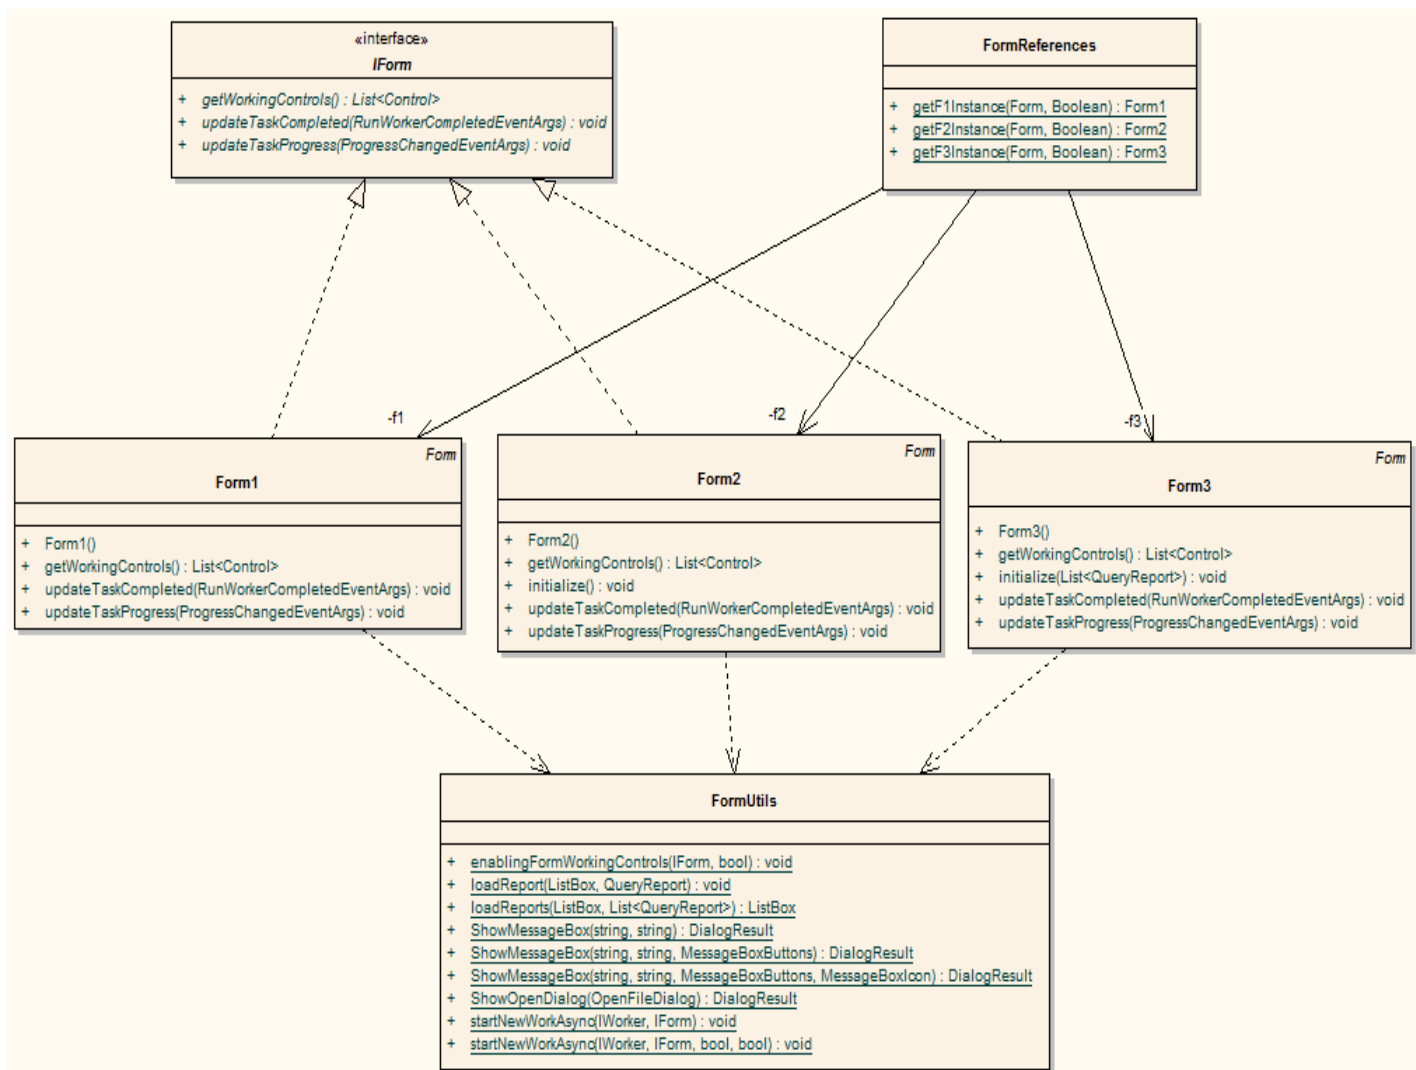 «interface»
IForm
+ getWorkingControls() : List<Control>
+ updateTaskCompleted(RunWorkerCompletedEventArgs) : void
+ updateTaskProgress(ProgressChangedEventArgs) : void
FormReferences
+ getF1Instance(Form, Boolean) : Form1
+ getF2Instance(Form, Boolean) : Form2
+ getF3Instance(Form, Boolean) : Form3
-f1
-f2
-f3
Form
Form1
+ Form1()
+ getWorkingControls() : List<Control>
+ updateTaskCompleted(RunWorkerCompletedEventArgs) : void
+ updateTaskProgress(ProgressChangedEventArgs) : void
Form
Form2
+ Form2()
+ getWorkingControls() : List<Control>
+ initialize() : void
+ updateTaskCompleted(RunWorkerCompletedEventArgs) : void
+ updateTaskProgress(ProgressChangedEventArgs) : void
Form
Form3
+ Form3()
+ getWorkingControls() : List<Control>
+ initialize(List<QueryReport>) : void
+ updateTaskCompleted(RunWorkerCompletedEventArgs) : void
+ updateTaskProgress(ProgressChangedEventArgs) : void
FormUtils
+ enablingFormWorkingControls(IForm, bool) : void
+ loadReport(ListBox, QueryReport) : void
+ loadReports(ListBox, List<QueryReport>) : ListBox
+ ShowMessageBox(string, string) : DialogResult
+ ShowMessageBox(string, string, MessageBoxButtons) : DialogResult
+ ShowMessageBox(string, string, MessageBoxButtons, MessageBoxIcon) : DialogResult
+ ShowOpenDialog(OpenFileDialog) : DialogResult
+ startNewWorkAsync(IWorker, IForm) : void
+ startNewWorkAsync(IWorker, IForm, bool, bool) : void